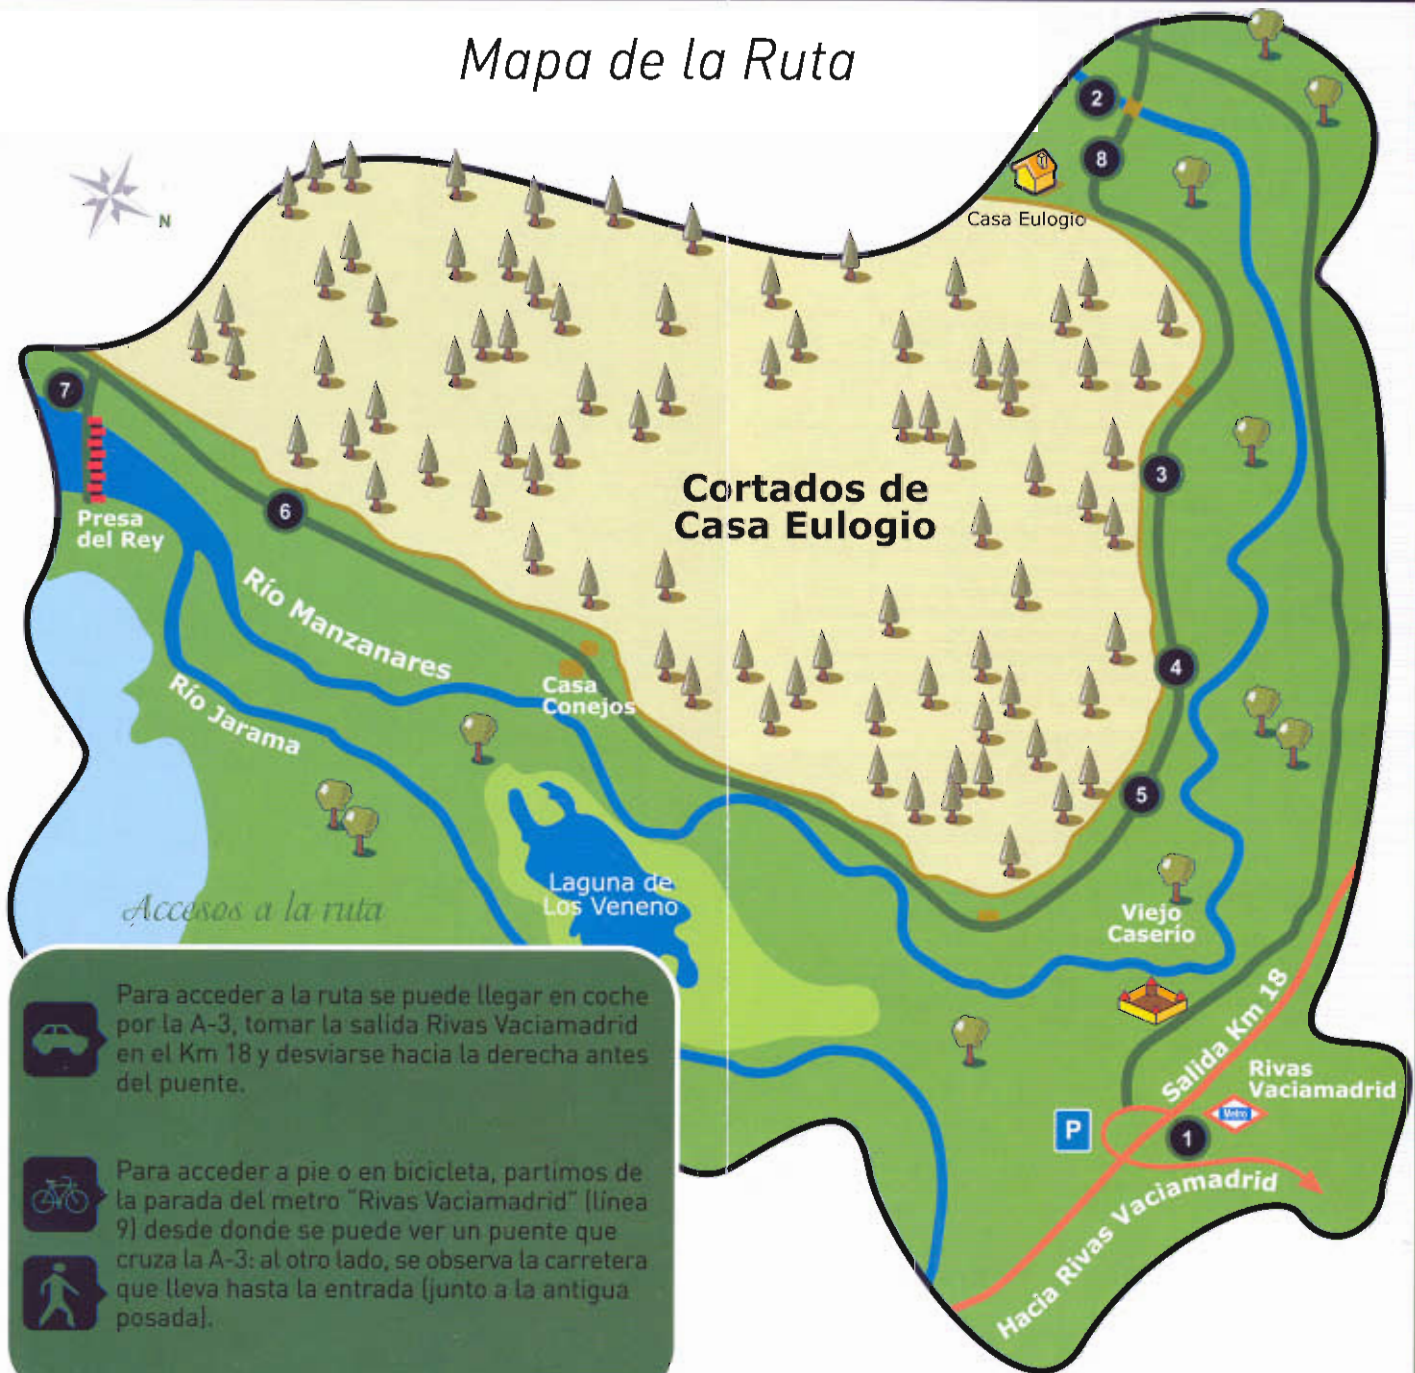 Mapa de la Ruta
N
2
8
Casa Eulogio
7
3
Cortados de
Casa Eulogio
6
Presa
del Rey
Río Manzanares
4
Casa
Conejos
Río Jarama
5
Laguna de
Los Veneno
Accesos a la ruta
Viejo
Caserío
Salida Km 18
Rivas
Vaciamadrid
Metro
P
1
Hacia Rivas Vaciamadrid
Para acceder a la ruta se puede llegar en coche
por la A-3, tomar la salida Rivas Vaciamadrid
en el Km 18 y desviarse hacia la derecha antes
del puente.
Para acceder a pie o en bicicleta, partimos de
la parada del metro "Rivas Vaciamadrid" (línea
9) desde donde se puede ver un puente que
cruza la A-3: al otro lado, se observa la carretera
que lleva hasta la entrada (junto a la antigua
posada).